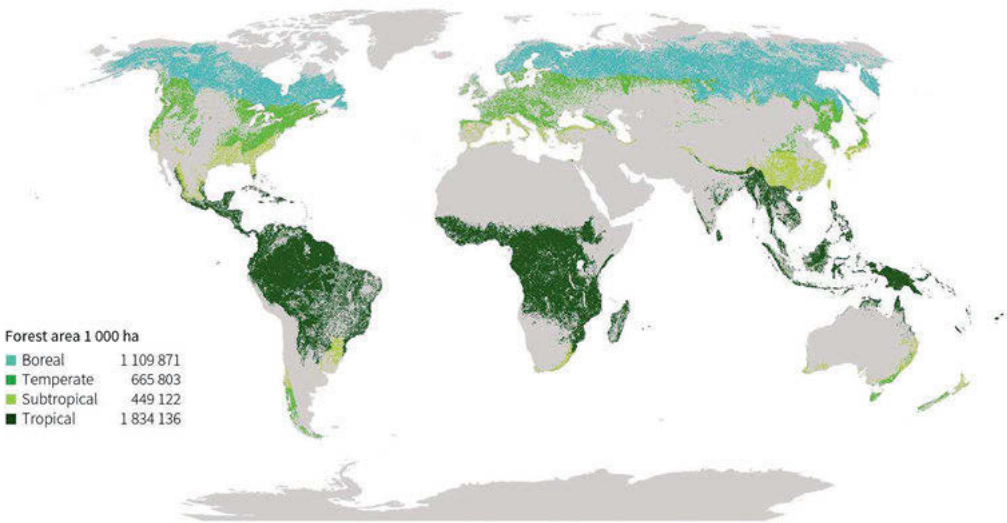 Forest area 1 000 ha
Boreal 1 109 871
Temperate 665 803
Subtropical 449 122
Tropical 1 834 136